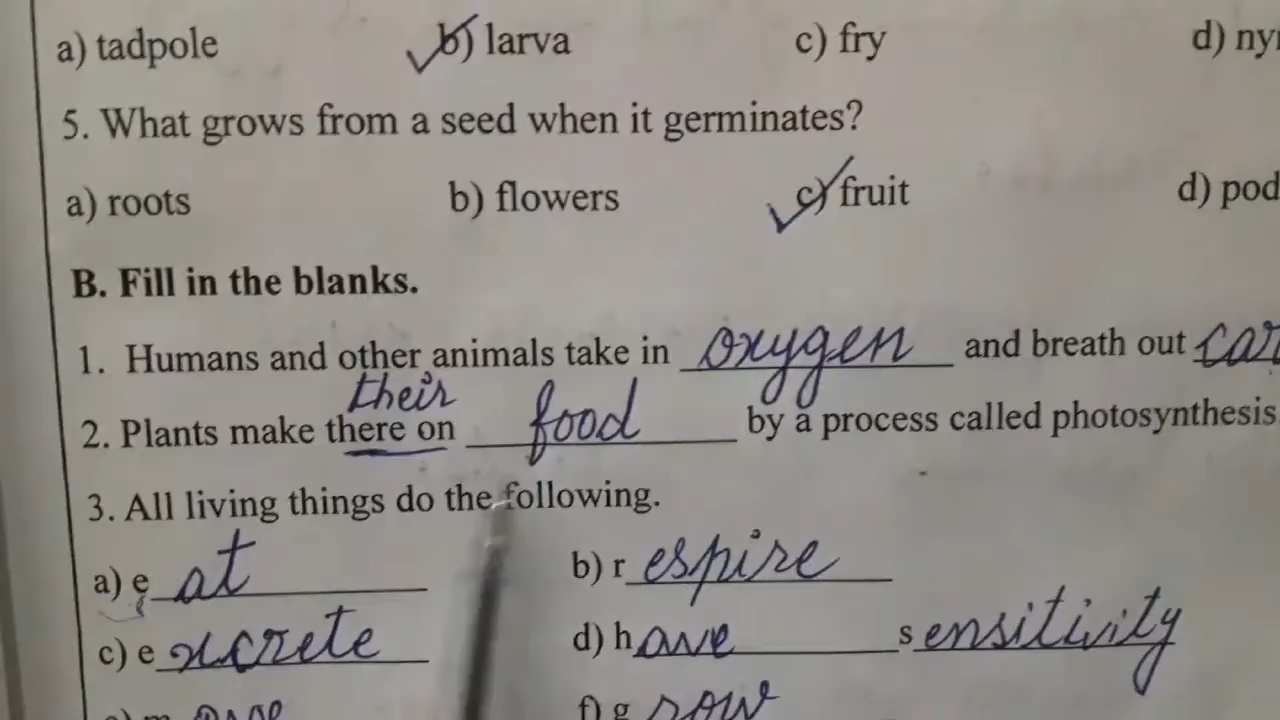 a) tadpole b) larva c) fry d) ny
5. What grows from a seed when it germinates?
a) roots b) flowers c) fruit d) pod
B. Fill in the blanks.
1. Humans and other animals take in oxygen and breath out car
their
2. Plants make there on food by a process called photosynthesis
3. All living things do the following.
a) eat b) respire
c) excrete d) have sensitivity
f) grow